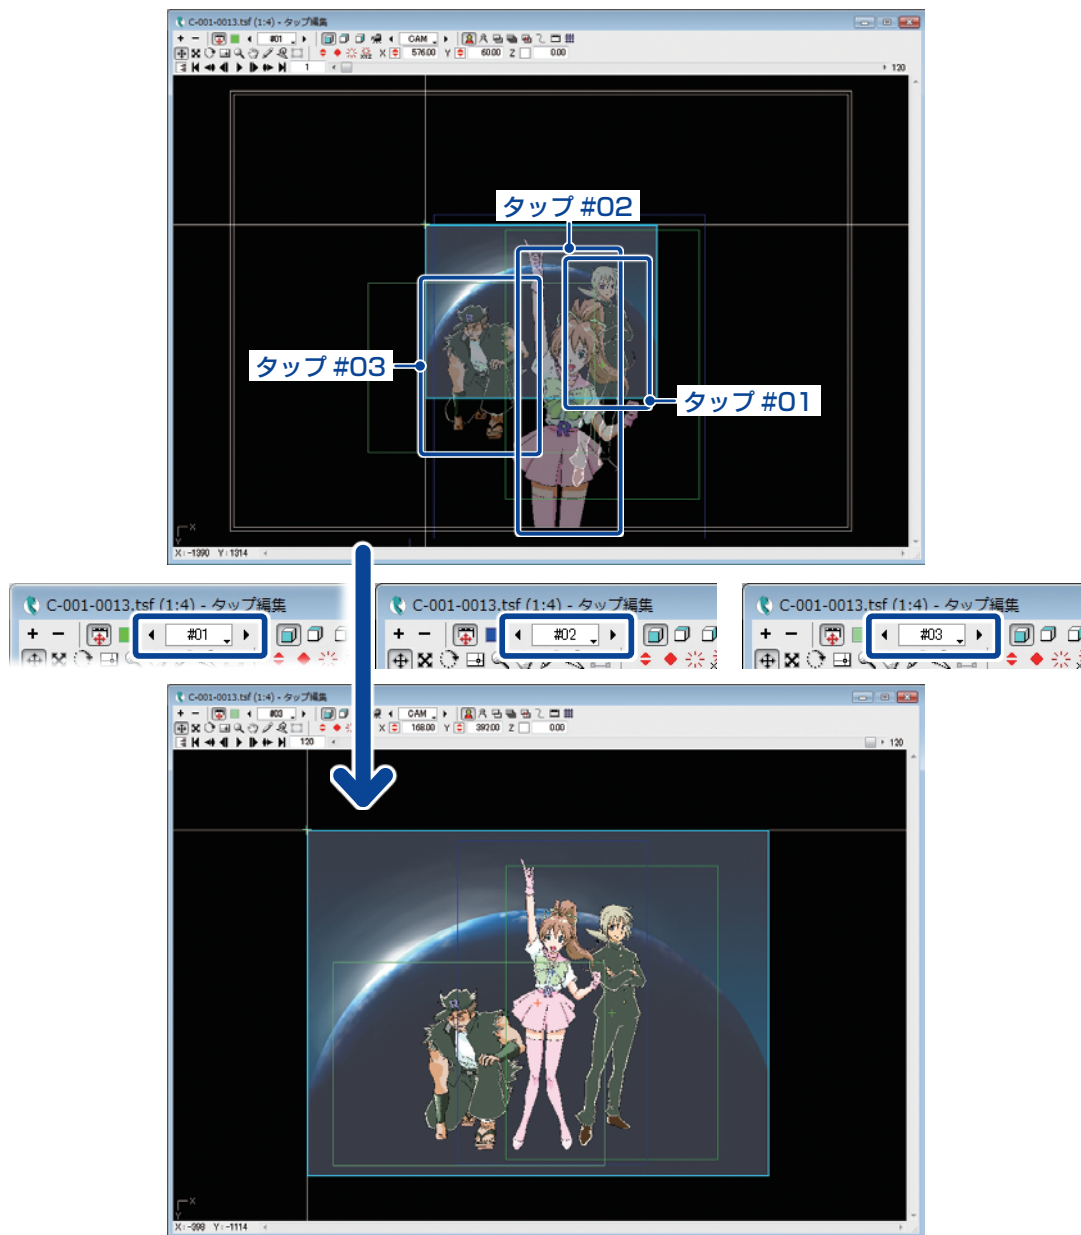 C-001-0013.tsf (1:4) - タップ編集
+ − #01 CAM
X 576.00 Y 60.00 Z 0.00
1 120
タップ #02
タップ #03
タップ #01
X
Y
X:-1390 Y:1314
C-001-0013.tsf (1:4) - タップ編集
+ − #01
C-001-0013.tsf (1:4) - タップ編集
+ − #02
C-001-0013.tsf (1:4) - タップ編集
+ − #03
C-001-0013.tsf (1:4) - タップ編集
+ − #03 CAM
X 168.00 Y 392.00 Z 0.00
120 120
X
Y
X:-398 Y:-1114